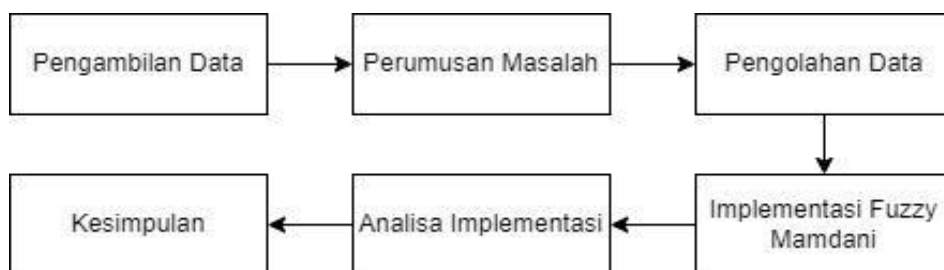 Pengambilan Data
Perumusan Masalah
Pengolahan Data
Implementasi Fuzzy
Mamdani
Analisa Implementasi
Kesimpulan